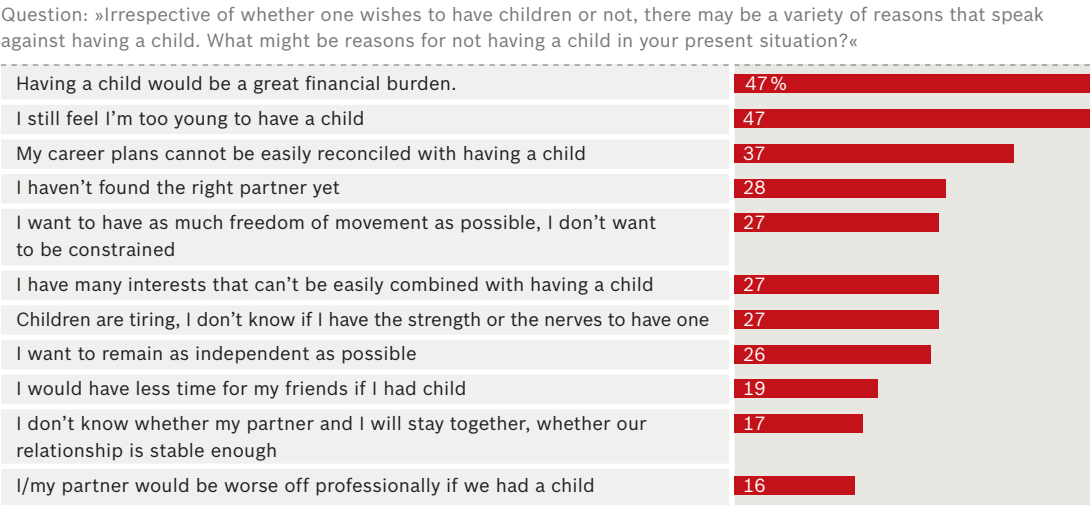 Question: »Irrespective of whether one wishes to have children or not, there may be a variety of reasons that speak
against having a child. What might be reasons for not having a child in your present situation?«
Having a child would be a great financial burden. 47 %
I still feel I'm too young to have a child 47
My career plans cannot be easily reconciled with having a child 37
I haven't found the right partner yet 28
I want to have as much freedom of movement as possible, I don't want 27
to be constrained
I have many interests that can't be easily combined with having a child 27
Children are tiring, I don't know if I have the strength or the nerves to have one 27
I want to remain as independent as possible 26
I would have less time for my friends if I had child 19
I don't know whether my partner and I will stay together, whether our 17
relationship is stable enough
I/my partner would be worse off professionally if we had a child 16